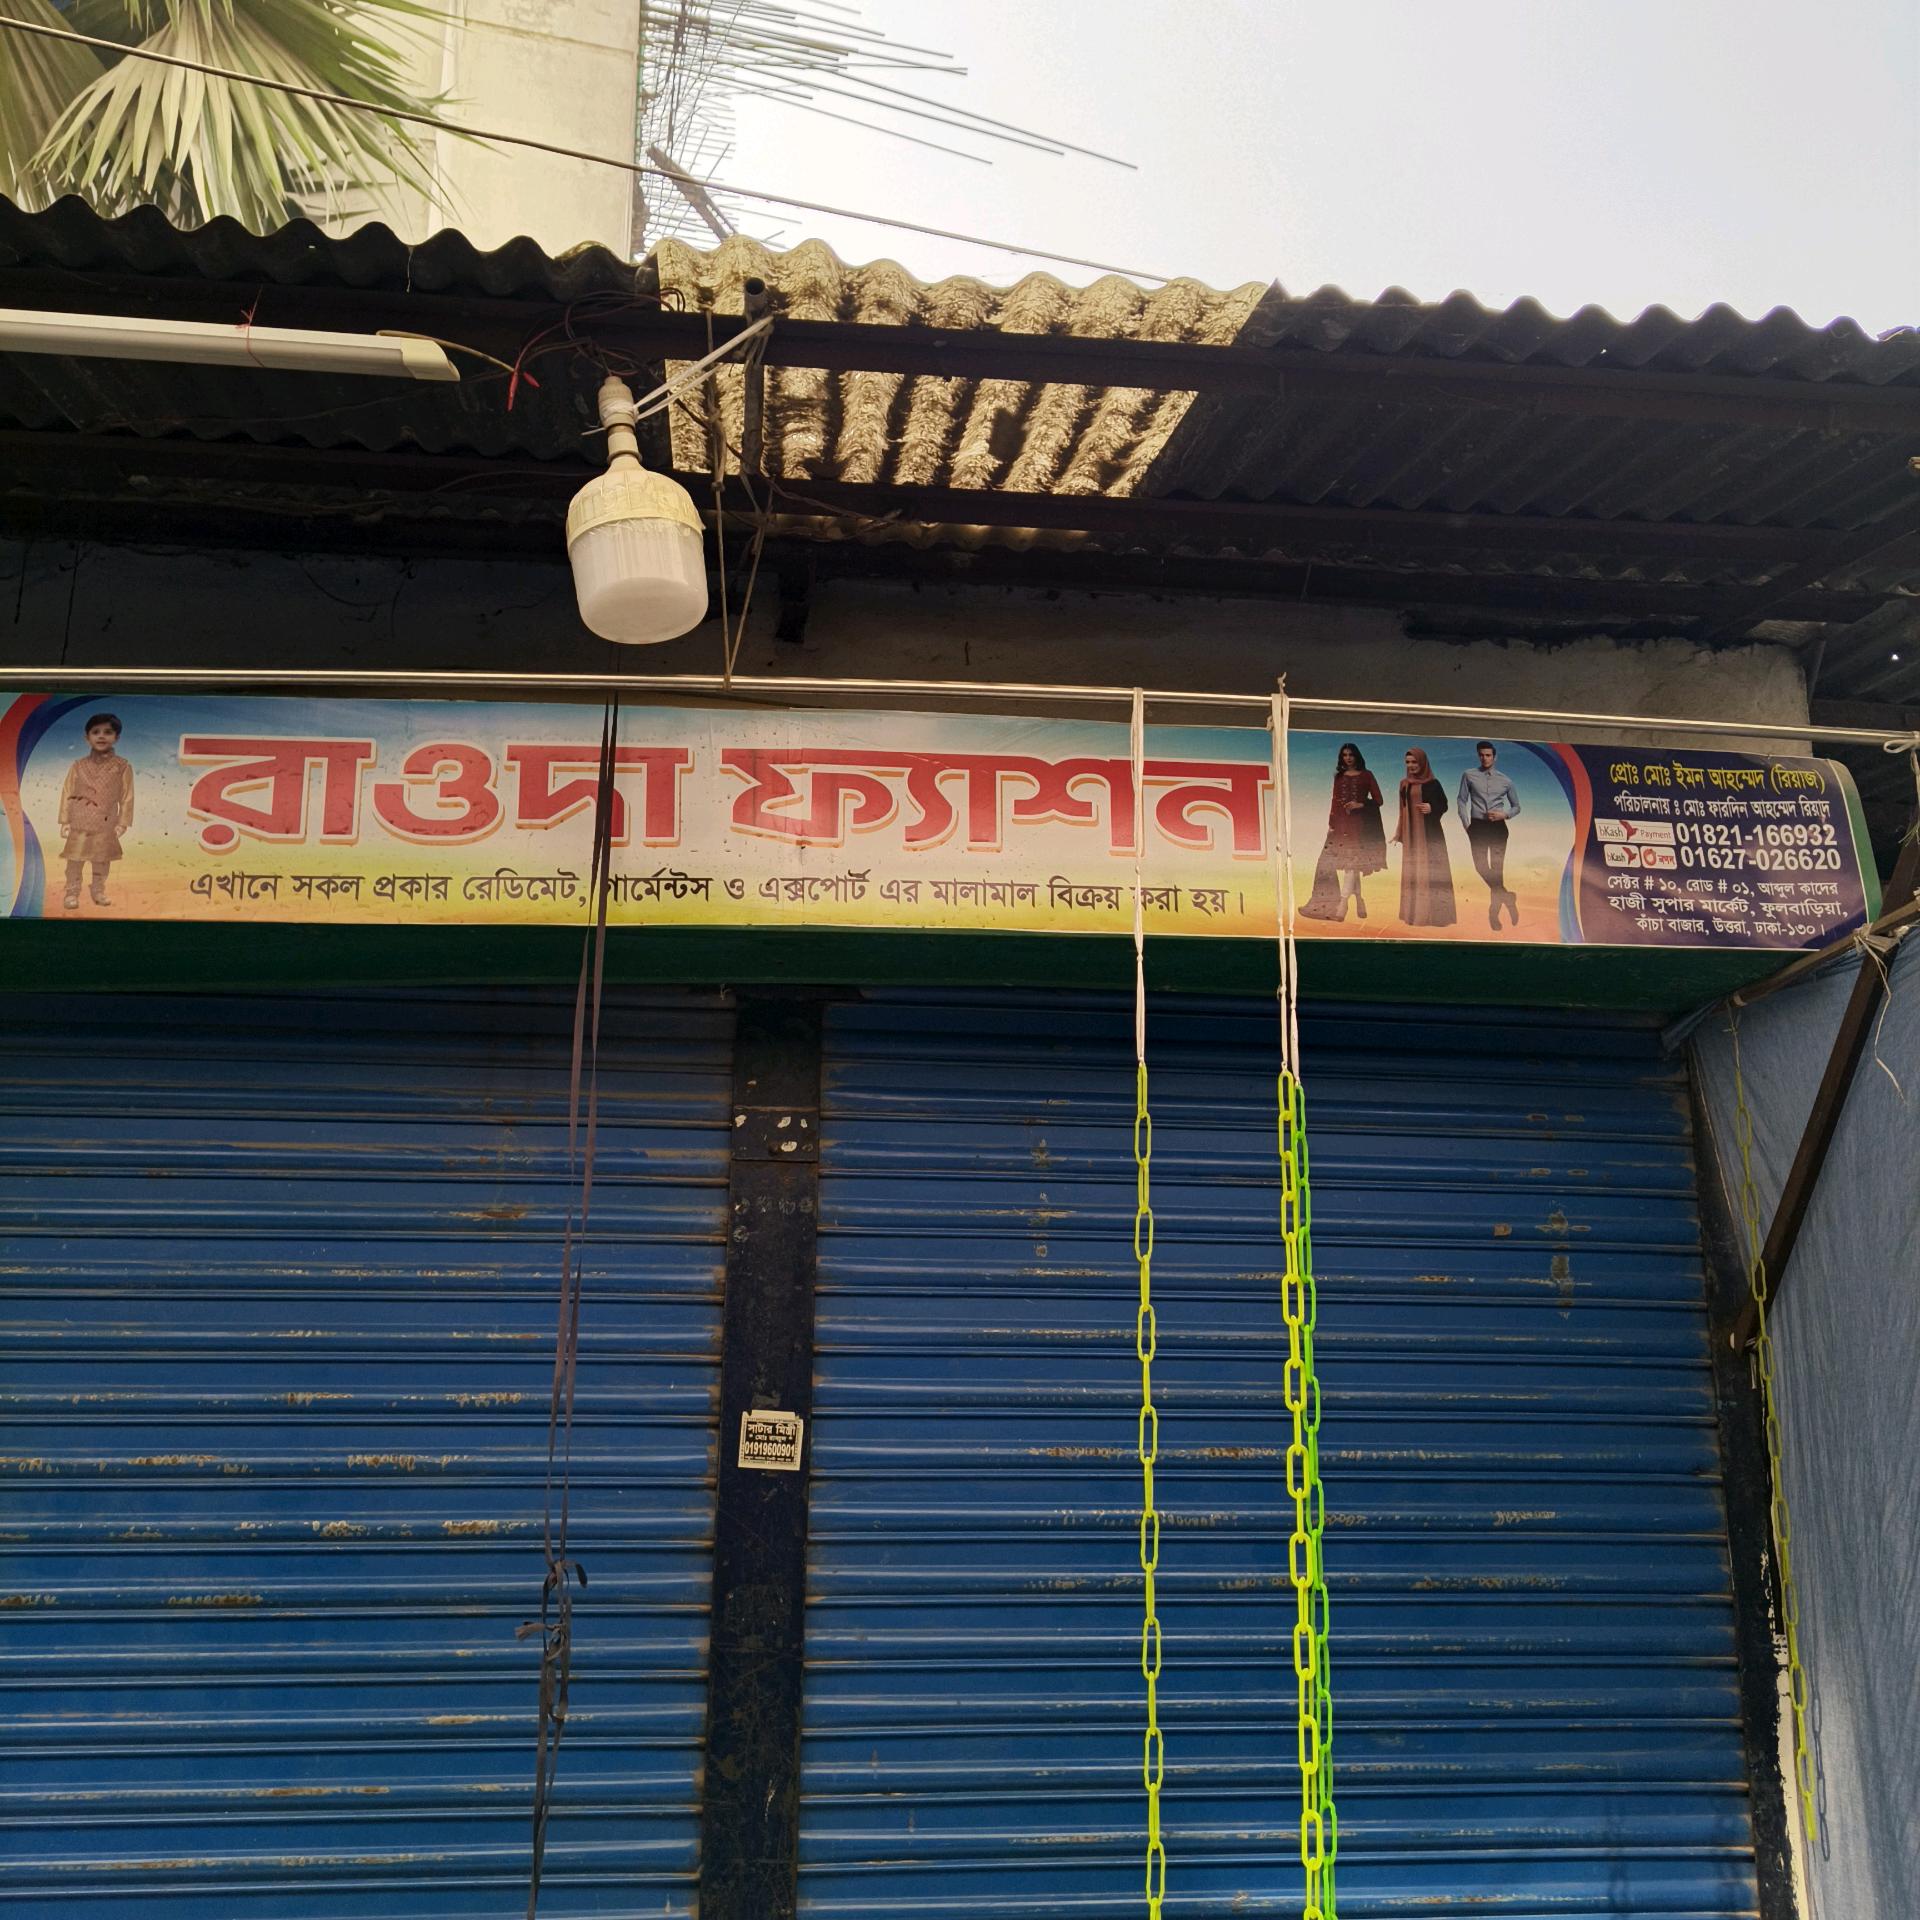 রাওদা ফ্যাশন
এখানে সকল প্রকার রেডিমেট, গার্মেন্টস ও এক্সপোর্ট এর মালামাল বিক্রয় করা হয়।
প্রোঃ মোঃ ইমন আহম্মেদ (রিয়াজ)
পরিচালনায় ঃ মোঃ ফারদিন আহম্মেদ রিয়াদ
bKash Payment 01821-166932
bKash নগদ 01627-026620
সেক্টর # ১০, রোড # ০১, আব্দুল কাদের
হাজী সুপার মার্কেট, ফুলবাড়িয়া,
কাঁচা বাজার, উত্তরা, ঢাকা-১৩০।
সাটার মিস্ত্রী
মোঃ
01919600901